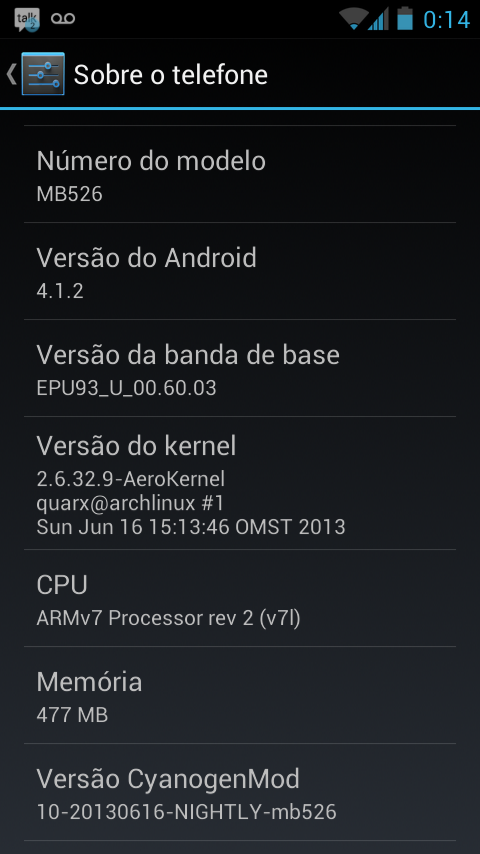 talk 2 0:14
Sobre o telefone
Número do modelo
MB526
Versão do Android
4.1.2
Versão da banda de base
EPU93_U_00.60.03
Versão do kernel
2.6.32.9-AeroKernel
quarx@archlinux #1
Sun Jun 16 15:13:46 OMST 2013
CPU
ARMv7 Processor rev 2 (v7l)
Memória
477 MB
Versão CyanogenMod
10-20130616-NIGHTLY-mb526